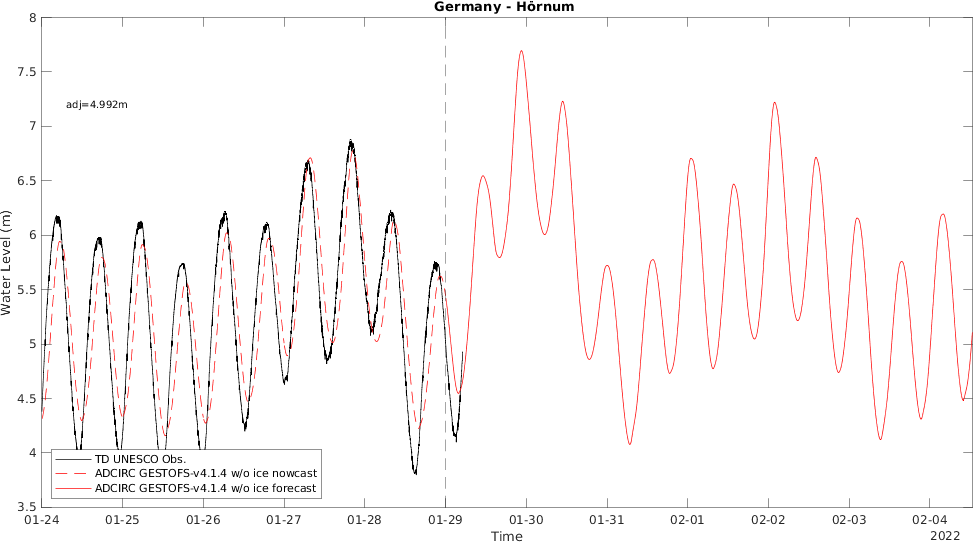 Germany - Hörnum
8
7.5
7
6.5
6
5.5
5
4.5
4
3.5
Water Level (m)
adj=4.992m
TD UNESCO Obs.
ADCIRC GESTOFS-v4.1.4 w/o ice nowcast
ADCIRC GESTOFS-v4.1.4 w/o ice forecast
01-24 01-25 01-26 01-27 01-28 01-29 01-30 01-31 02-01 02-02 02-03 02-04
Time
2022